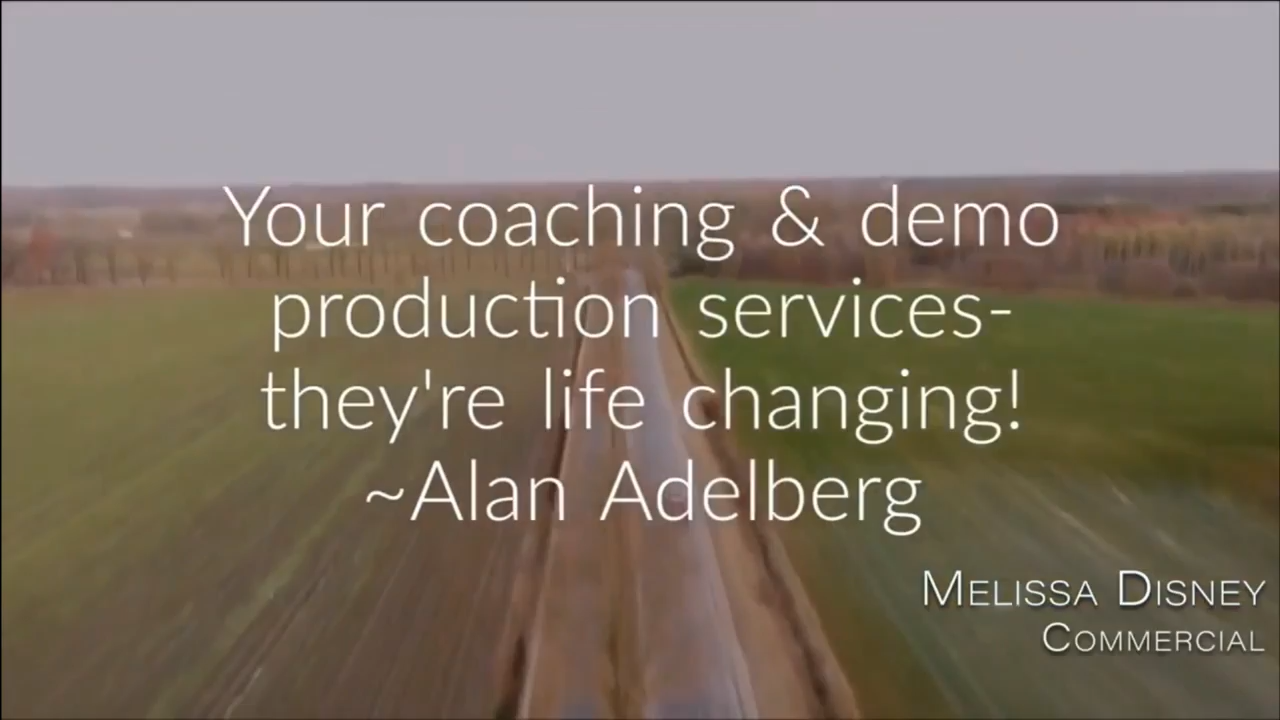 Your coaching & demo
production services-
they're life changing!
~Alan Adelberg
Melissa Disney
Commercial